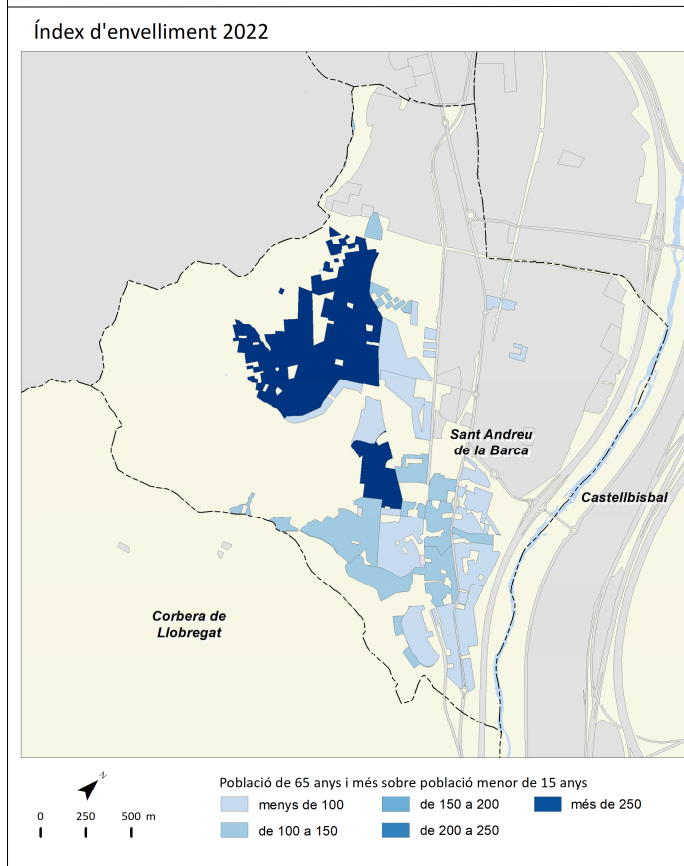 Índex d'envelliment 2022
Sant Andreu
de la Barca
Castellbisbal
Corbera de
Llobregat
N
0 250 500 m
Població de 65 anys i més sobre població menor de 15 anys
menys de 100
de 150 a 200
més de 250
de 100 a 150
de 200 a 250